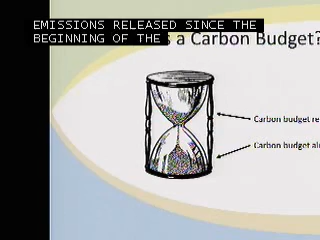 EMISSIONS RELEASED SINCE THE
BEGINNING OF THE
a Carbon Budget?
Carbon budget re
Carbon budget al